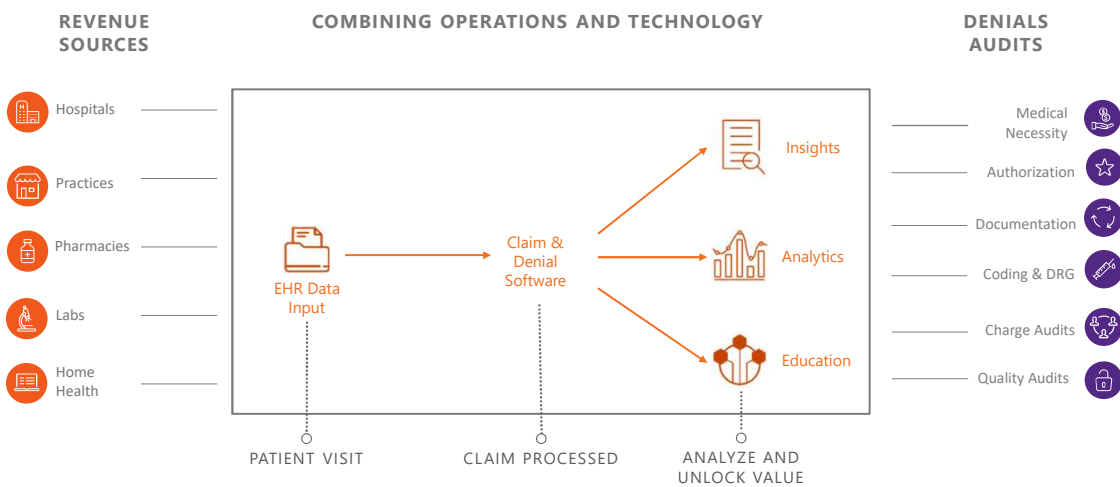 REVENUE
SOURCES
COMBINING OPERATIONS AND TECHNOLOGY
DENIALS
AUDITS
Hospitals
Practices
Pharmacies
Labs
Home
Health
EHR Data
Input
Claim &
Denial
Software
Insights
Analytics
Education
PATIENT VISIT
CLAIM PROCESSED
ANALYZE AND
UNLOCK VALUE
Medical
Necessity
Authorization
Documentation
Coding & DRG
Charge Audits
Quality Audits